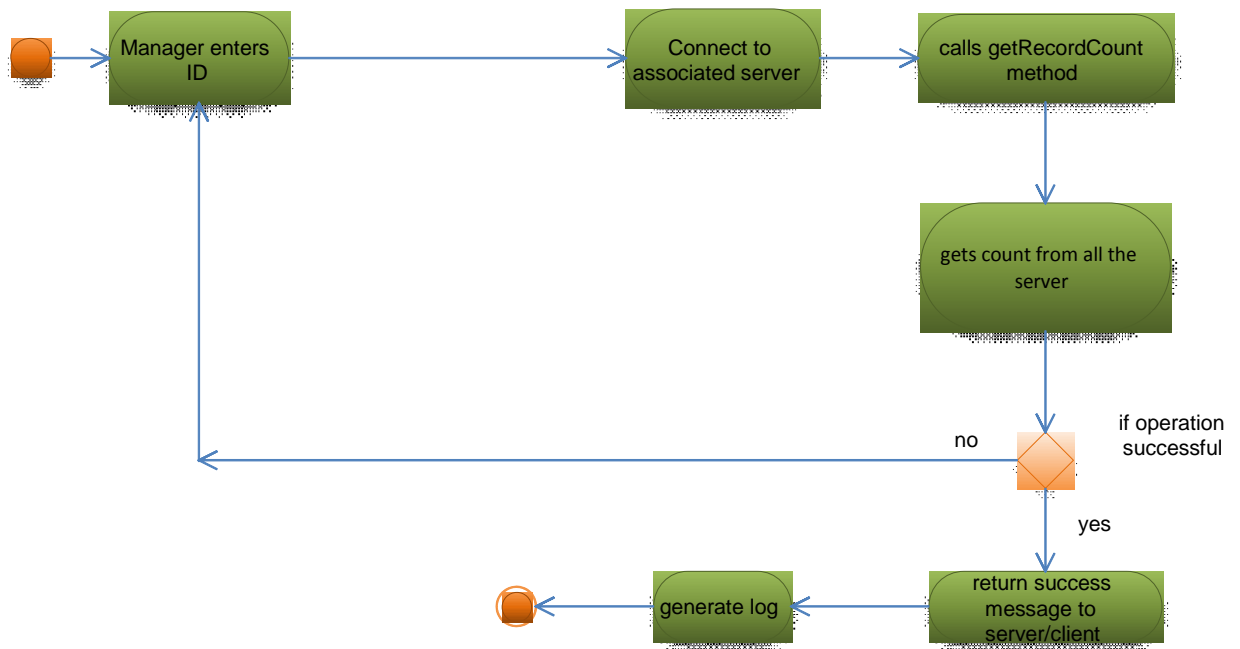 Manager enters
ID
Connect to
associated server
calls getRecordCount
method
gets count from all the
server
if operation
successful
no
yes
return success
message to
server/client
generate log